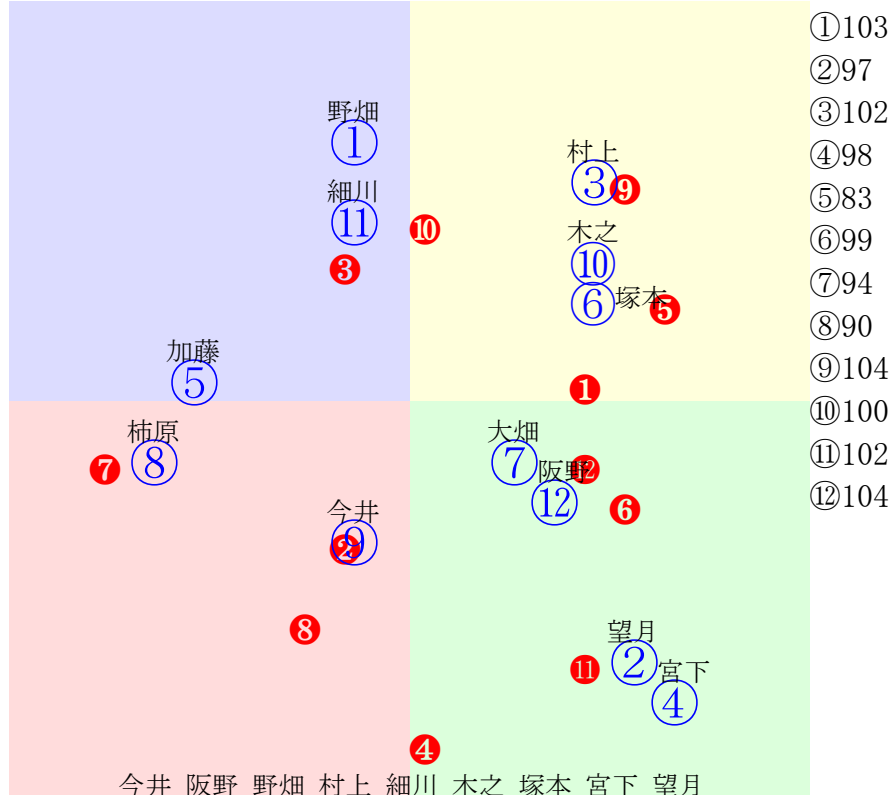 野畑
①
村上
③❾
細川
⑪
❿
木之
⑩
❸
⑥塚本
❺
加藤
⑤
❶
柿原
⑧
❼
大畑
⑦
⓬
阪野
⑫
❻
今井
⑨
❷
❽
望月
②
⓫
宮下
④
❹
今井 阪野 野畑 村上 細川 木之 塚本 宮下 望月
①103
②97
③102
④98
⑤83
⑥99
⑦94
⑧90
⑨104
⑩100
⑪102
⑫104